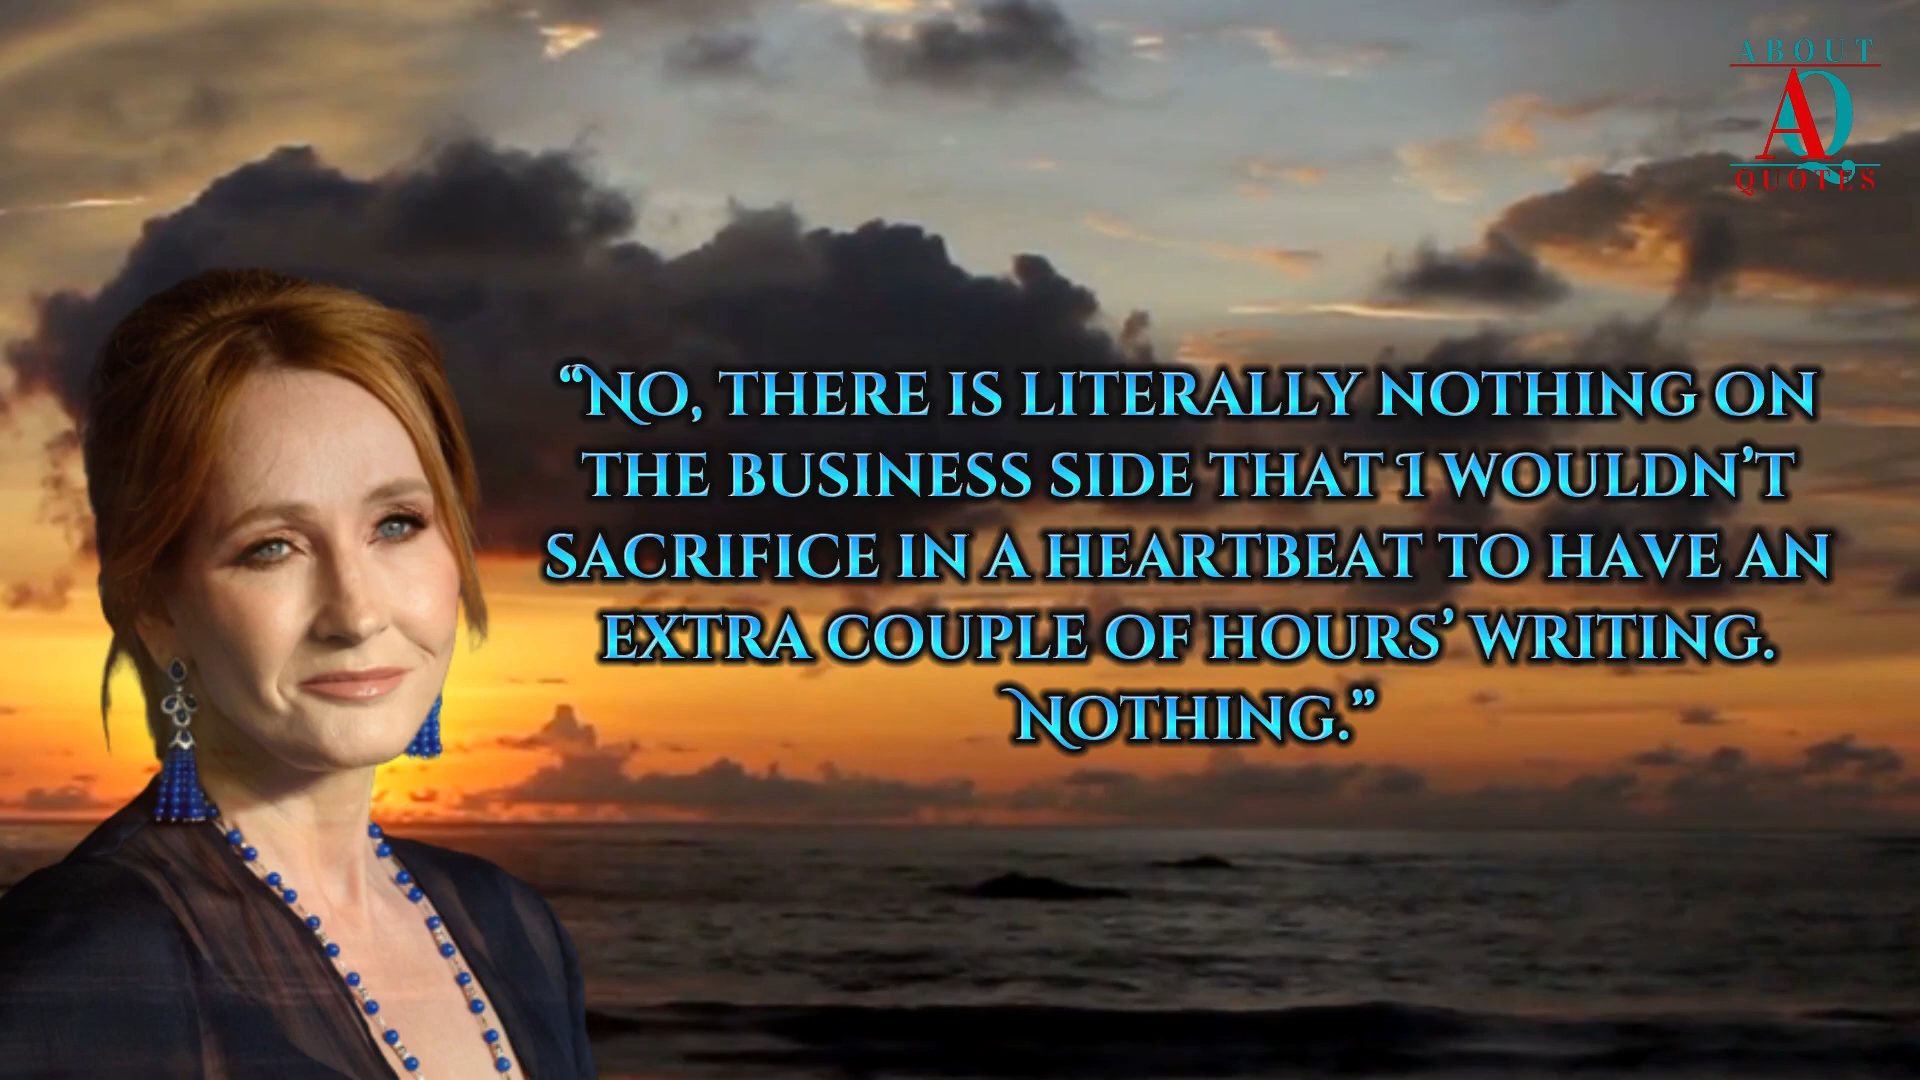 ABOUT
AQ
QUOTES
“No, there is literally nothing on
the business side that I wouldn’t
sacrifice in a heartbeat to have an
extra couple of hours’ writing.
Nothing.”